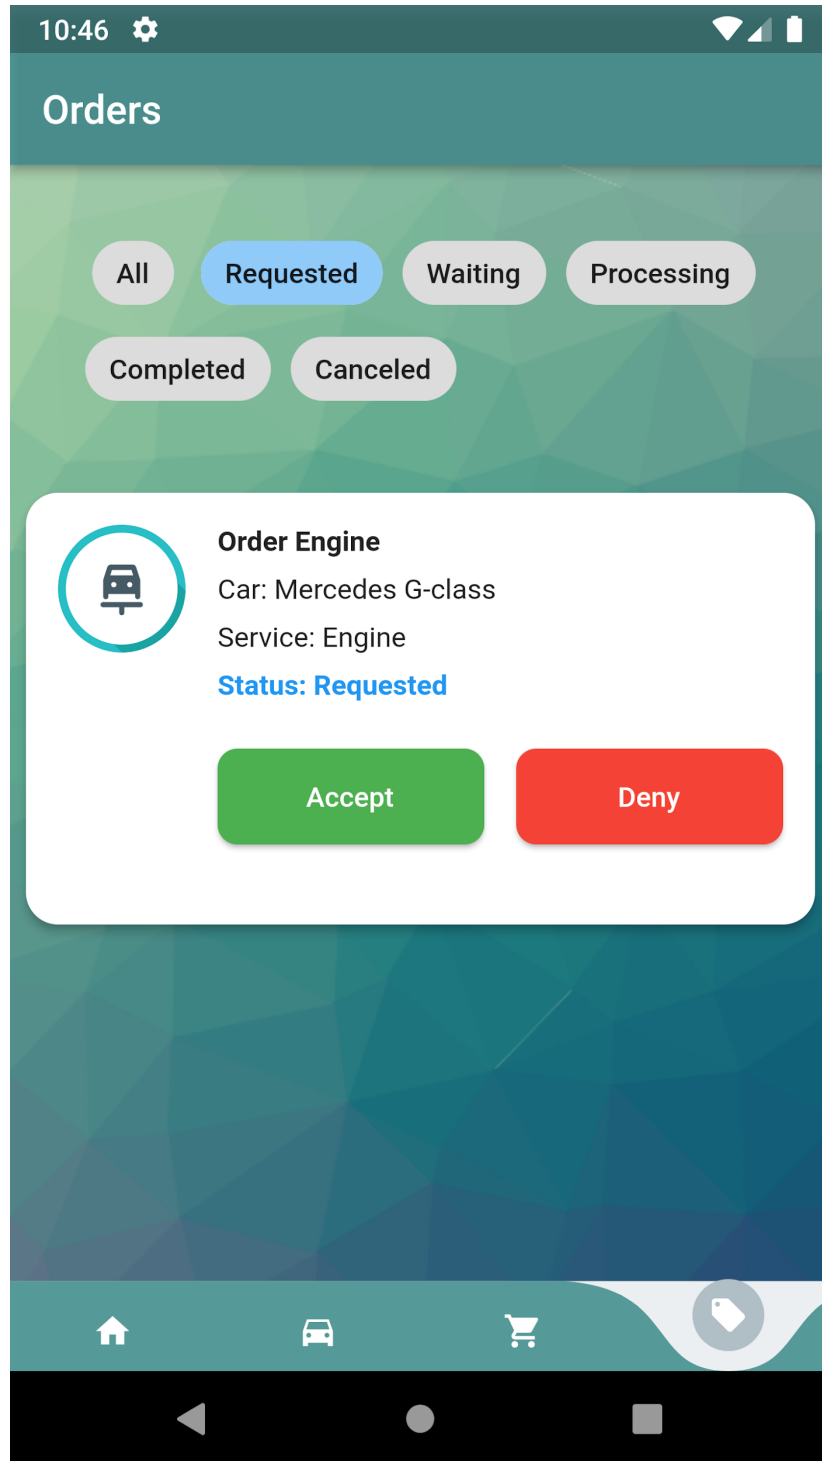 10:46
Orders
All Requested Waiting Processing
Completed Canceled
Order Engine
Car: Mercedes G-class
Service: Engine
Status: Requested
Accept Deny